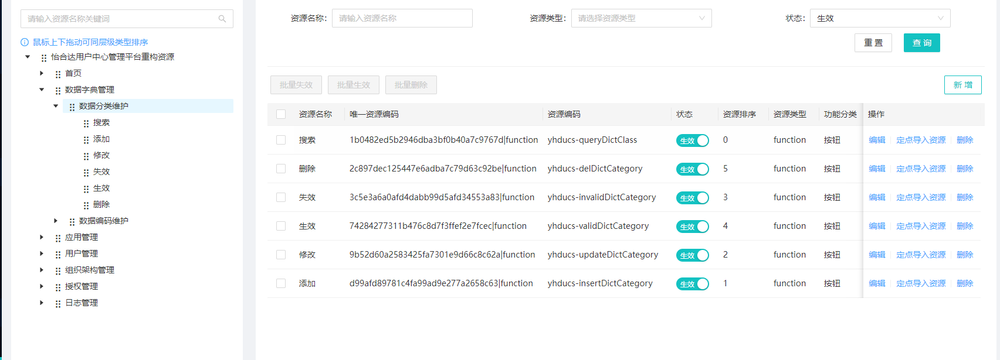 请输入资源名称关键词
鼠标上下拖动可同层级类型排序
怡合达用户中心管理平台重构资源
首页
数据字典管理
数据分类维护
搜索
添加
修改
失效
生效
删除
数据编码维护
应用管理
用户管理
组织架构管理
授权管理
日志管理
资源名称: 请输入资源名称 资源类型: 请选择资源类型 状态: 生效
重置 查询
批量失效 批量生效 批量删除 新增
资源名称 唯一资源编码 资源编码 状态 资源排序 资源类型 功能分类 操作
搜索 1b0482ed5b2946dba3bf0b40a7c9767d|function yhducs-queryDictClass 生效 0 function 按钮 编辑 定点导入资源 删除
删除 2c897dec125447e6adba7c79d63c92be|function yhducs-delDictCategory 生效 5 function 按钮 编辑 定点导入资源 删除
失效 3c5e3a6a0afd4dabb99d5afd34553a83|function yhducs-invalidDictCategory 生效 3 function 按钮 编辑 定点导入资源 删除
生效 74284277311b476c8d7f3ffef2e7fcec|function yhducs-validDictCategory 生效 4 function 按钮 编辑 定点导入资源 删除
修改 9b52d60a2583425fa7301e9d66c8c62a|function yhducs-updateDictCategory 生效 2 function 按钮 编辑 定点导入资源 删除
添加 d99afd89781c4fa99ad9e277a2658c63|function yhducs-insertDictCategory 生效 1 function 按钮 编辑 定点导入资源 删除